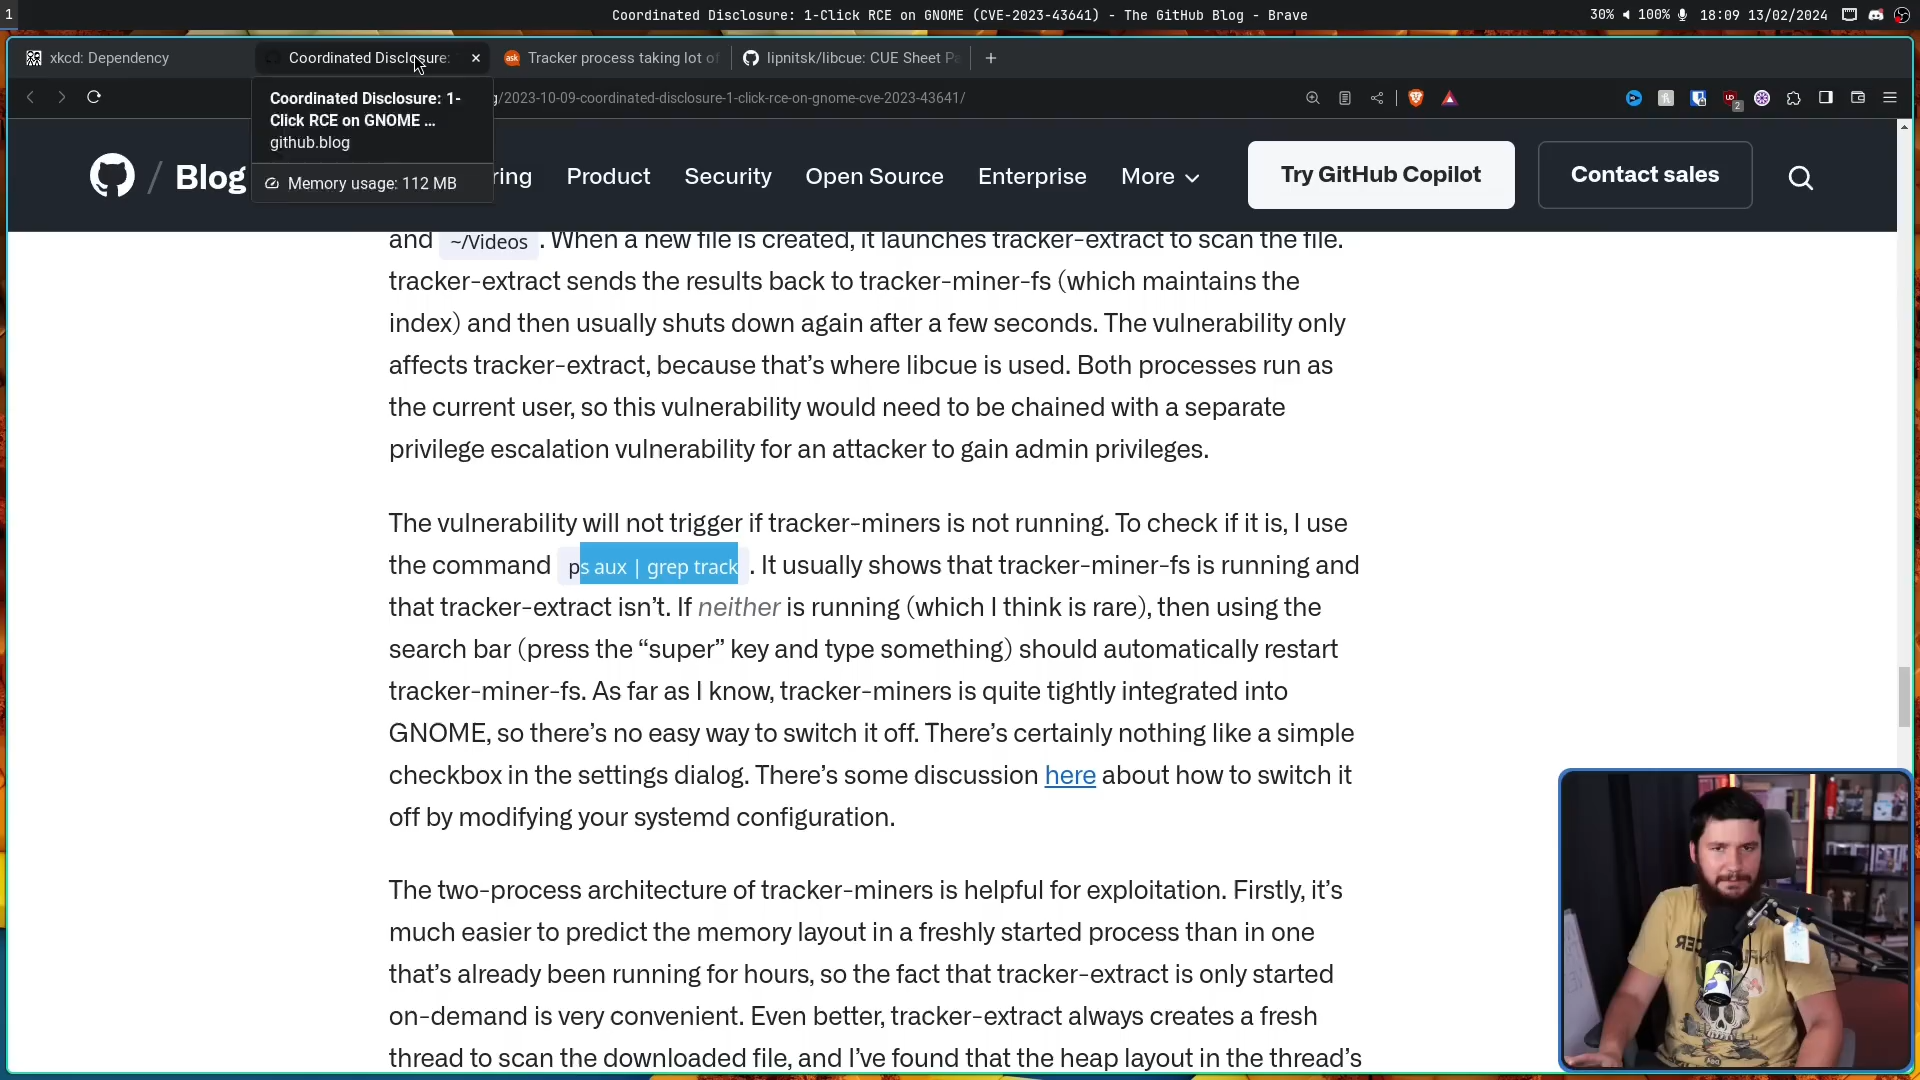 1
Coordinated Disclosure: 1-Click RCE on GNOME (CVE-2023-43641) - The GitHub Blog - Brave
30% 100% 18:09 13/02/2024
xkcd: Dependency
Coordinated Disclosure:
Tracker process taking lot of
lipnitsk/libcue: CUE Sheet Pa
/2023-10-09-coordinated-disclosure-1-click-rce-on-gnome-cve-2023-43641/
2
Coordinated Disclosure: 1-
Click RCE on GNOME ...
github.blog
Memory usage: 112 MB
/ Blog
ring
Product
Security
Open Source
Enterprise
More
Try GitHub Copilot
Contact sales
and ~/Videos . When a new file is created, it launches tracker-extract to scan the file.
tracker-extract sends the results back to tracker-miner-fs (which maintains the
index) and then usually shuts down again after a few seconds. The vulnerability only
affects tracker-extract, because that’s where libcue is used. Both processes run as
the current user, so this vulnerability would need to be chained with a separate
privilege escalation vulnerability for an attacker to gain admin privileges.
The vulnerability will not trigger if tracker-miners is not running. To check if it is, I use
the command ps aux | grep track . It usually shows that tracker-miner-fs is running and
that tracker-extract isn’t. If neither is running (which I think is rare), then using the
search bar (press the “super” key and type something) should automatically restart
tracker-miner-fs. As far as I know, tracker-miners is quite tightly integrated into
GNOME, so there’s no easy way to switch it off. There’s certainly nothing like a simple
checkbox in the settings dialog. There’s some discussion here about how to switch it
off by modifying your systemd configuration.
The two-process architecture of tracker-miners is helpful for exploitation. Firstly, it’s
much easier to predict the memory layout in a freshly started process than in one
that’s already been running for hours, so the fact that tracker-extract is only started
on-demand is very convenient. Even better, tracker-extract always creates a fresh
thread to scan the downloaded file, and I’ve found that the heap layout in the thread’s